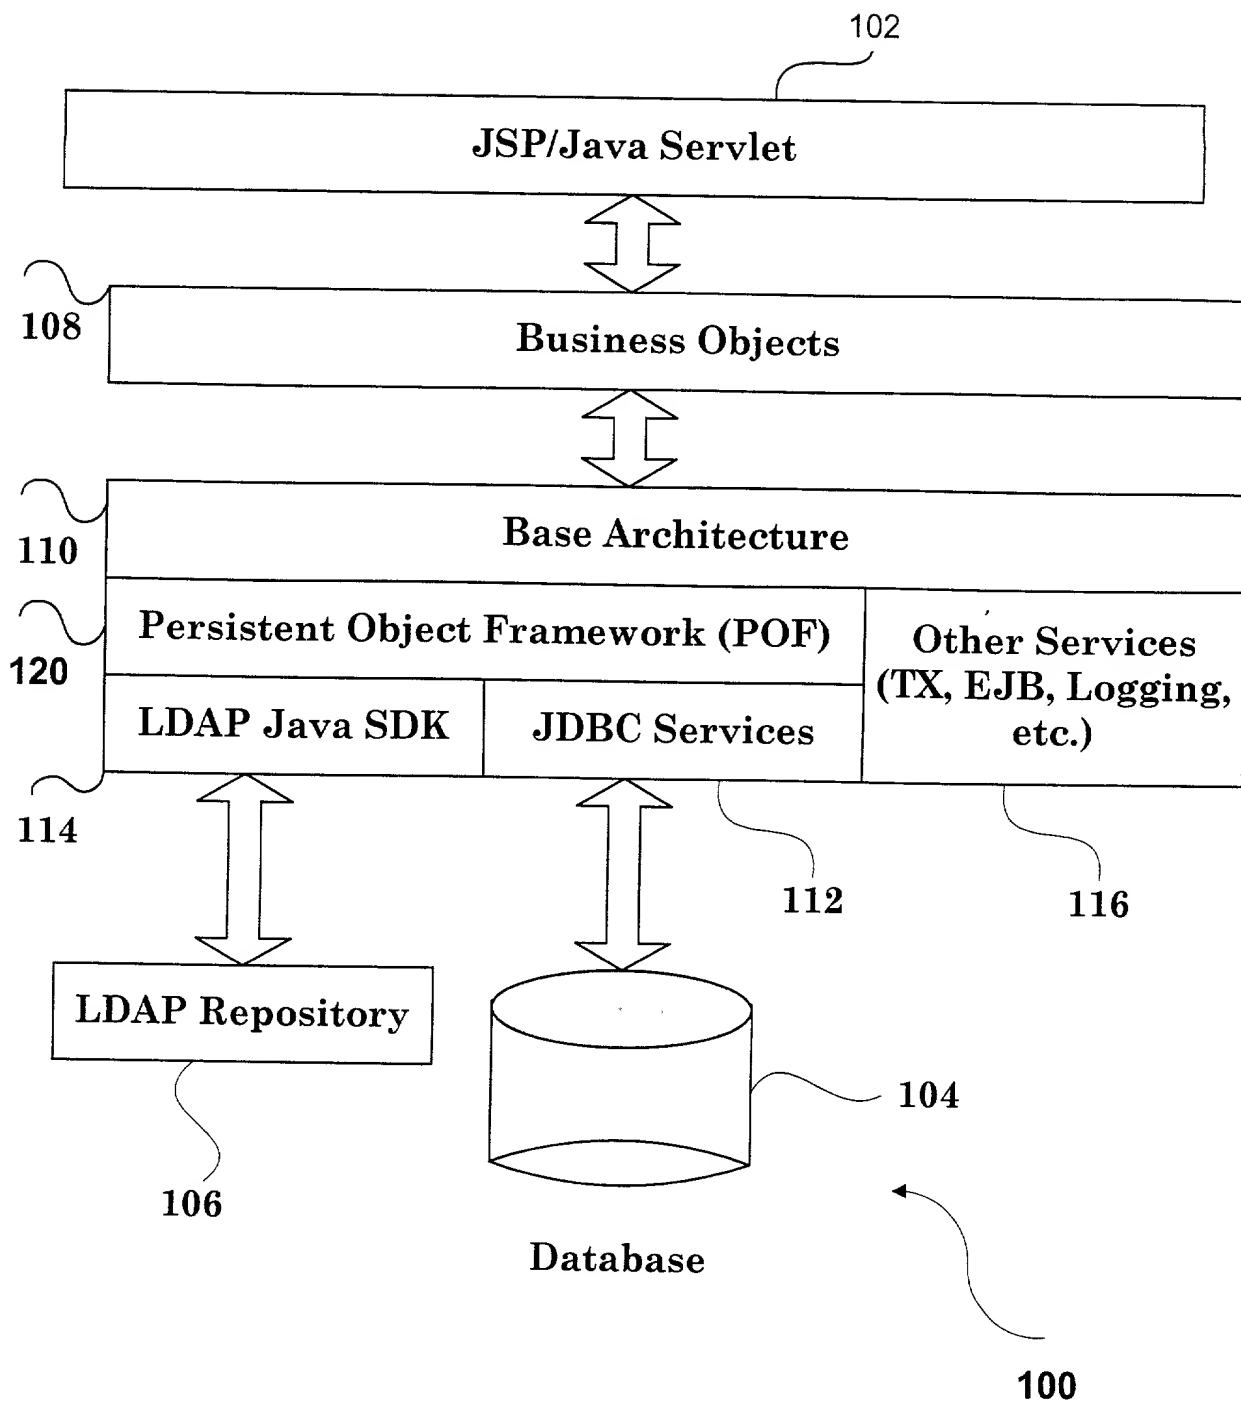 102
JSP/Java Servlet
108
Business Objects
110
Base Architecture
120
Persistent Object Framework (POF)
Other Services
(TX, EJB, Logging,
etc.)
LDAP Java SDK
JDBC Services
114
112
116
LDAP Repository
104
106
Database
100